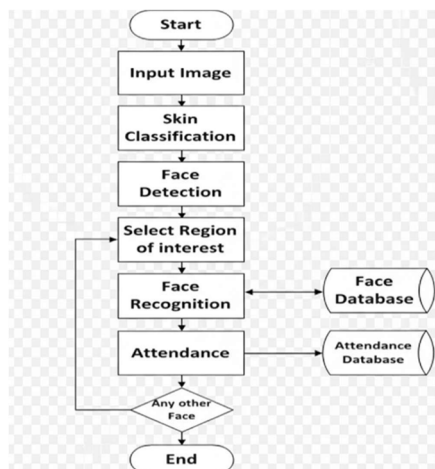 Start
Input Image
Skin
Classification
Face
Detection
Select Region
of interest
Face
Recognition
Face
Database
Attendance
Attendance
Database
Any other
Face
End